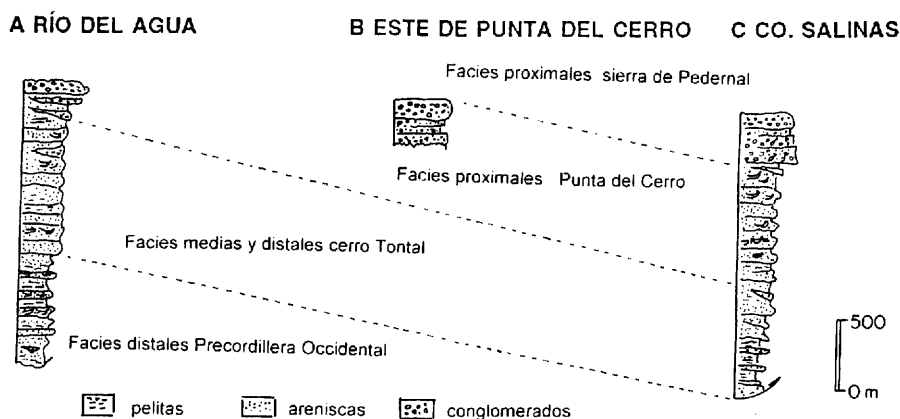 A RÍO DEL AGUA
B ESTE DE PUNTA DEL CERRO
C CO. SALINAS
Facies proximales sierra de Pedernal
Facies proximales Punta del Cerro
Facies medias y distales cerro Tontal
Facies distales Precordillera Occidental
500
0 m
pelitas
areniscas
conglomerados